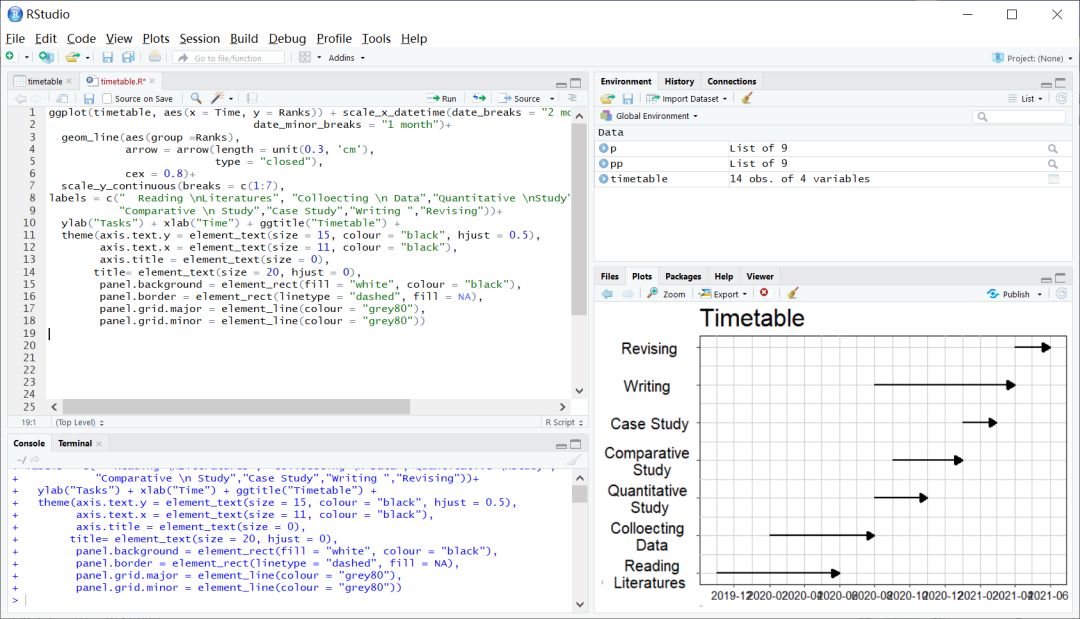 RStudio
File Edit Code View Plots Session Build Debug Profile Tools Help
Go to file/function Addins Project: (None)
timetable timetable.R*
Source on Save Run Source
1 ggplot(timetable, aes(x = Time, y = Ranks)) + scale_x_datetime(date_breaks = "2 mo
2 date_minor_breaks = "1 month")+
3 geom_line(aes(group =Ranks),
4 arrow = arrow(length = unit(0.3, 'cm'),
5 type = "closed"),
6 cex = 0.8)+
7 scale_y_continuous(breaks = c(1:7),
8 labels = c("  Reading \nLiteratures", "Colloecting \n Data","Quantitative \nStudy"
9 "Comparative \n Study","Case Study","Writing ","Revising"))+
10 ylab("Tasks") + xlab("Time") + ggtitle("Timetable") +
11 theme(axis.text.y = element_text(size = 15, colour = "black", hjust = 0.5),
12 axis.text.x = element_text(size = 11, colour = "black"),
13 axis.title = element_text(size = 0),
14 title= element_text(size = 20, hjust = 0),
15 panel.background = element_rect(fill = "white", colour = "black"),
16 panel.border = element_rect(linetype = "dashed", fill = NA),
17 panel.grid.major = element_line(colour = "grey80"),
18 panel.grid.minor = element_line(colour = "grey80"))
19
20
21
22
23
24
25
19:1 (Top Level) R Script
Console Terminal
~/
+ "Comparative \n Study","Case Study","Writing ","Revising"))+
+ ylab("Tasks") + xlab("Time") + ggtitle("Timetable") +
+ theme(axis.text.y = element_text(size = 15, colour = "black", hjust = 0.5),
+ axis.text.x = element_text(size = 11, colour = "black"),
+ axis.title = element_text(size = 0),
+ title= element_text(size = 20, hjust = 0),
+ panel.background = element_rect(fill = "white", colour = "black"),
+ panel.border = element_rect(linetype = "dashed", fill = NA),
+ panel.grid.major = element_line(colour = "grey80"),
+ panel.grid.minor = element_line(colour = "grey80"))
>
Environment History Connections
Import Dataset List
Global Environment
Data
p List of 9
pp List of 9
timetable 14 obs. of 4 variables
Files Plots Packages Help Viewer
Zoom Export Publish
Timetable
Revising
Writing
Case Study
Comparative
Study
Quantitative
Study
Colloecting
Data
Reading
Literatures
2019-12 2020-02 2020-04 2020-06 2020-08 2020-10 2020-12 2021-02 2021-04 2021-06